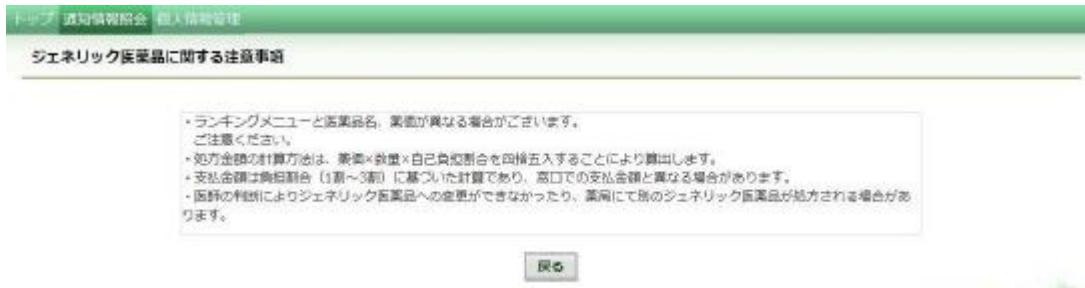 トップ 通知情報照会 個人情報管理
ジェネリック医薬品に関する注意事項
・ランキングメニューと医薬品名、薬価が異なる場合がございます。
ご注意ください。
・処方金額の計算方法は、薬価×数量×自己負担割合を四捨五入することにより算出します。
・支払金額は負担割合（1割～3割）に基づいた計算であり、窓口での支払金額と異なる場合があります。
・医師の判断によりジェネリック医薬品への変更ができなかったり、薬局にて別のジェネリック医薬品が処方される場合があ
ります。
戻る